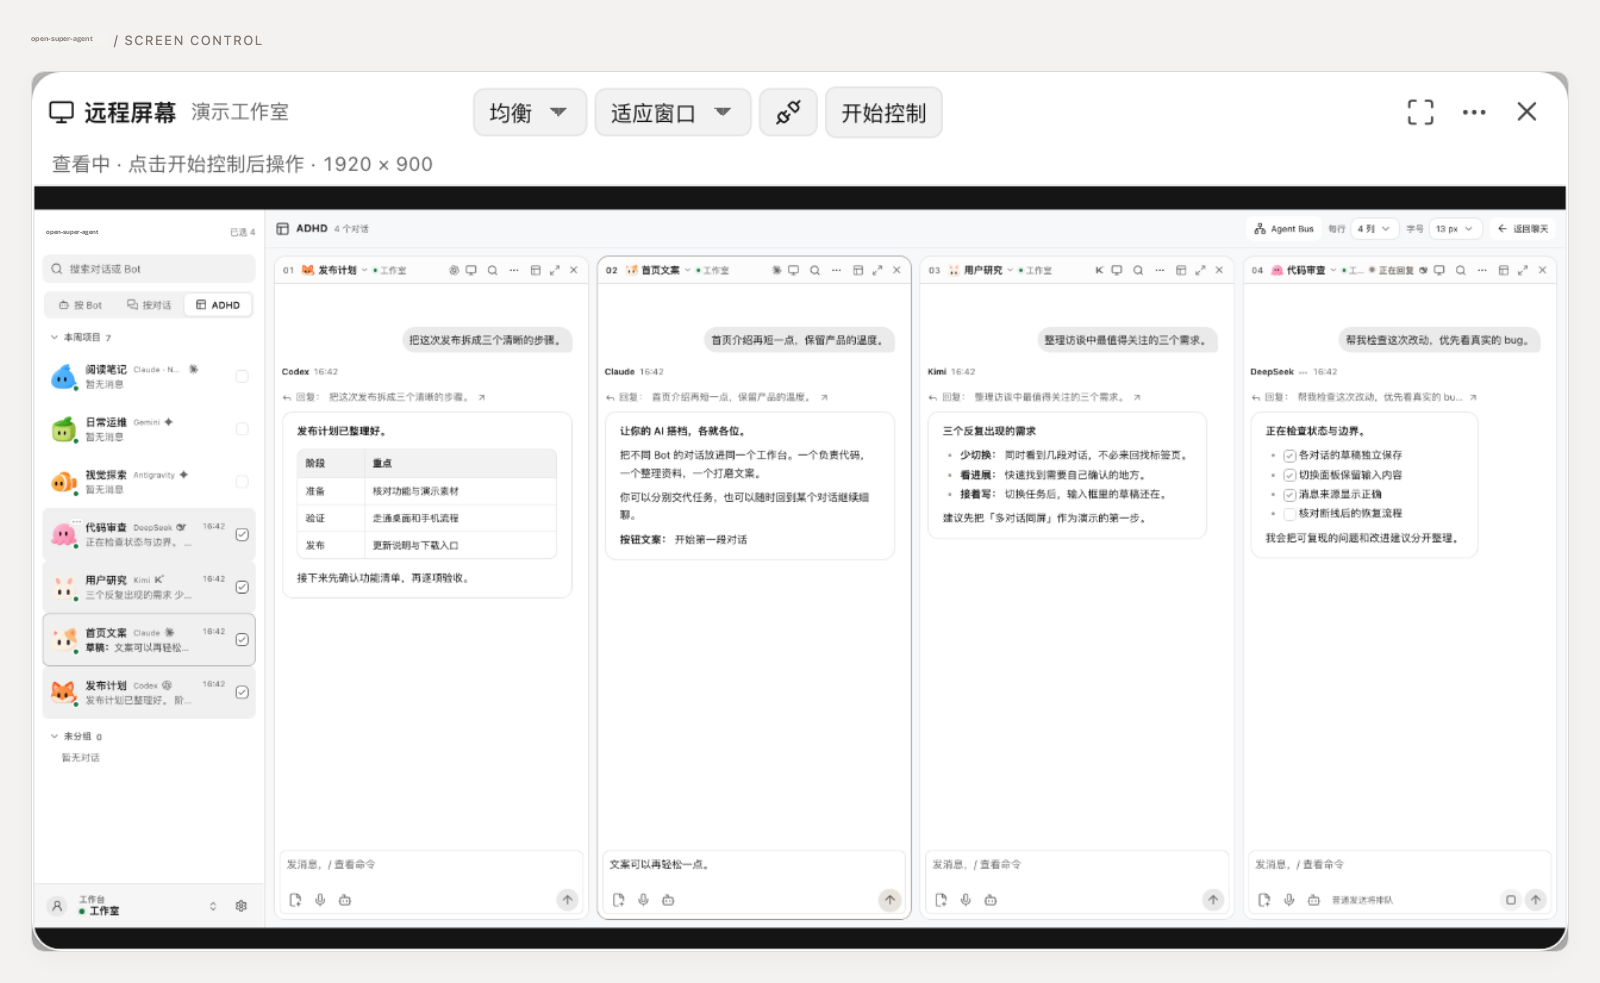 open-super-agent / SCREEN CONTROL
远程屏幕 演示工作室 均衡 适应窗口 开始控制
查看中 · 点击开始控制后操作 · 1920 × 900
open-super-agent 已选 4
搜索对话或 Bot
按 Bot 按对话 ADHD
本周项目 7
阅读笔记 Claude · N...
暂无消息
日常运维 Gemini
暂无消息
视觉探索 Antigravity
暂无消息
代码审查 DeepSeek 16:42
正在检查状态与边界。 ...
用户研究 Kimi 16:42
三个反复出现的需求 少...
首页文案 Claude 16:42
草稿: 文案可以再轻松...
发布计划 Codex 16:42
发布计划已整理好。 阶...
未分组 0
暂无对话
工作台
工作室
ADHD 4 个对话 Agent Bus 每行 4 列 字号 13 px 返回聊天
01 发布计划 工作室
把这次发布拆成三个清晰的步骤。
Codex 16:42
回复: 把这次发布拆成三个清晰的步骤。
发布计划已整理好。
阶段 重点
准备 核对功能与演示素材
验证 走通桌面和手机流程
发布 更新说明与下载入口
接下来先确认功能清单，再逐项验收。
发消息，/ 查看命令
02 首页文案 工作室
首页介绍再短一点，保留产品的温度。
Claude 16:42
回复: 首页介绍再短一点，保留产品的温度。
让你的 AI 搭档，各就各位。
把不同 Bot 的对话放进同一个工作台。一个负责代码，
一个整理资料，一个打磨文案。
你可以分别交代任务，也可以随时回到某个对话继续细
聊。
按钮文案: 开始第一段对话
文案可以再轻松一点。
03 用户研究 工作室
整理访谈中最值得关注的三个需求。
Kimi 16:42
回复: 整理访谈中最值得关注的三个需求。
三个反复出现的需求
• 少切换: 同时看到几段对话，不必来回找标签页。
• 看进展: 快速找到需要自己确认的地方。
• 接着写: 切换任务后，输入框里的草稿还在。
建议先把「多对话同屏」作为演示的第一步。
发消息，/ 查看命令
04 代码审查 工... 正在回复
帮我检查这次改动，优先看真实的 bug。
DeepSeek 16:42
回复: 帮我检查这次改动，优先看真实的 bu...
正在检查状态与边界。
• 各对话的草稿独立保存
• 切换面板保留输入内容
• 消息来源显示正确
• 核对断线后的恢复流程
我会把可复现的问题和改进建议分开整理。
发消息，/ 查看命令
普通发送将排队